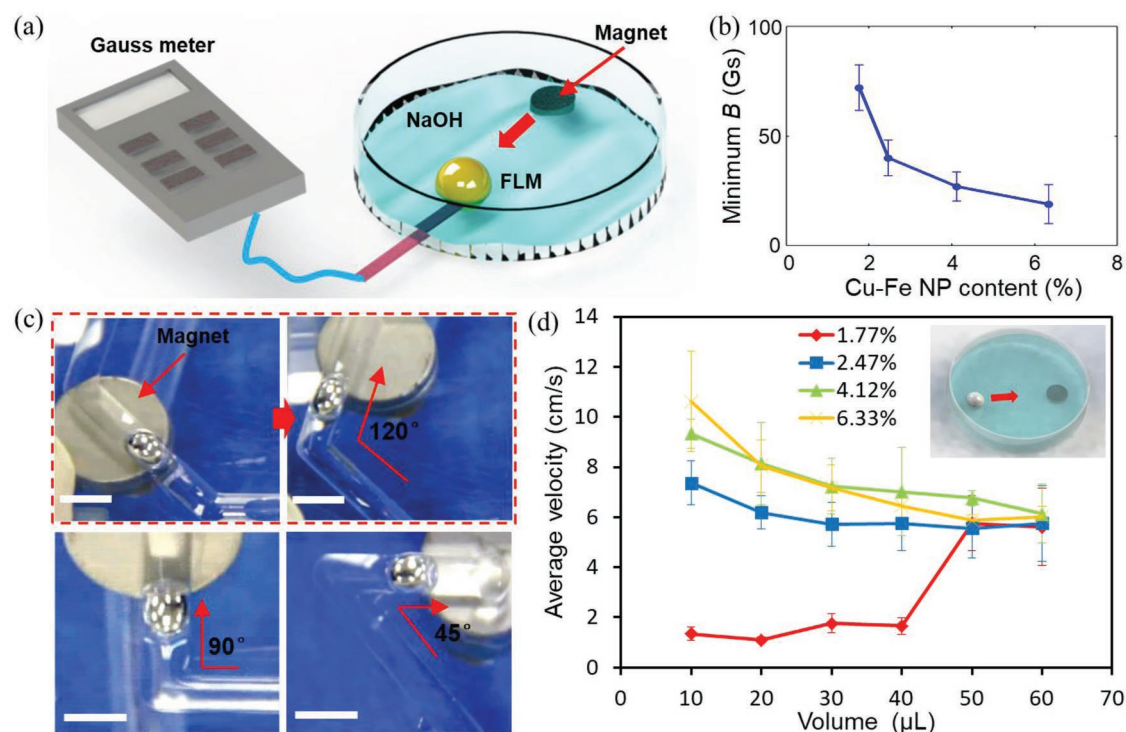 (a)
Gauss meter
Magnet
NaOH
FLM
(b)
100
50
0
0 2 4 6 8
Minimum B (Gs)
Cu-Fe NP content (%)
(c)
Magnet
120°
90°
45°
(d)
14
12
10
8
6
4
2
0
0 10 20 30 40 50 60 70
Average velocity (cm/s)
Volume (µL)
1.77%
2.47%
4.12%
6.33%